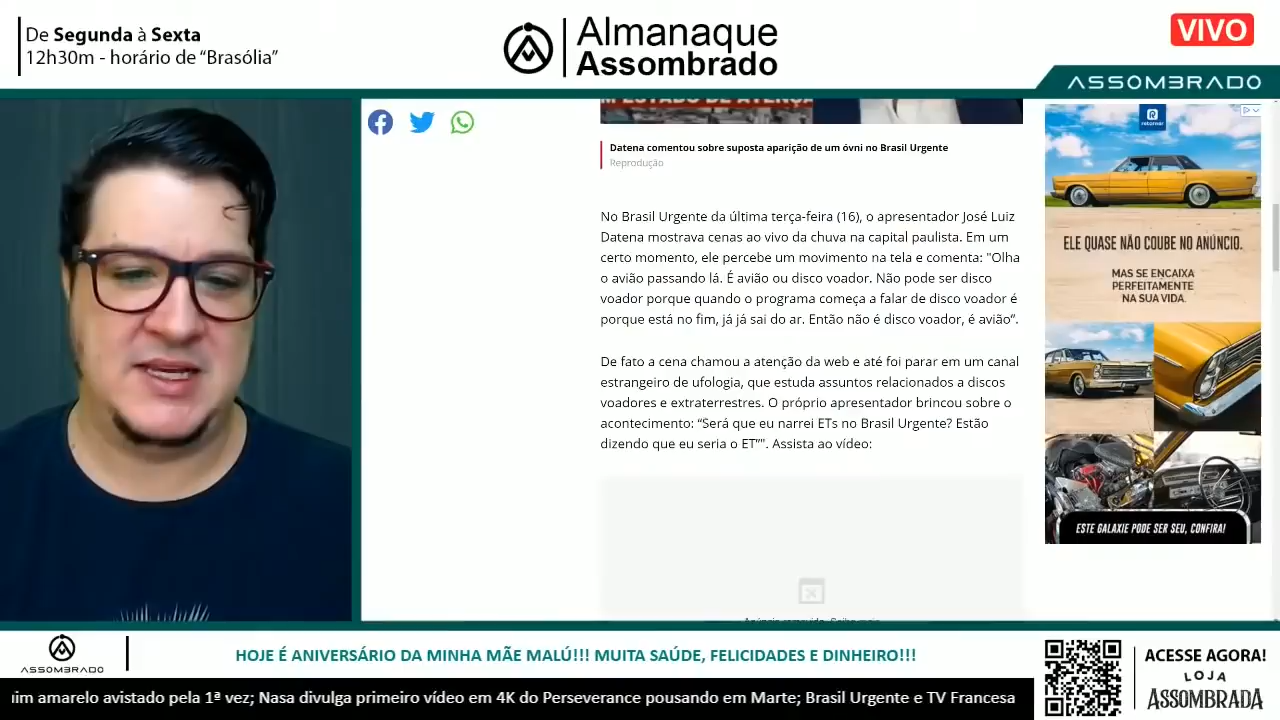 De Segunda à Sexta
12h30m - horário de “Brasólia”
Almanaque
Assombrado
VIVO
ASSOMBRADO
Datena comentou sobre suposta aparição de um óvni no Brasil Urgente
Reprodução
No Brasil Urgente da última terça-feira (16), o apresentador José Luiz
Datena mostrava cenas ao vivo da chuva na capital paulista. Em um
certo momento, ele percebe um movimento na tela e comenta: "Olha
o avião passando lá. É avião ou disco voador. Não pode ser disco
voador porque quando o programa começa a falar de disco voador é
porque está no fim, já já sai do ar. Então não é disco voador, é avião”.
De fato a cena chamou a atenção da web e até foi parar em um canal
estrangeiro de ufologia, que estuda assuntos relacionados a discos
voadores e extraterrestres. O próprio apresentador brincou sobre o
acontecimento: “Será que eu narrei ETs no Brasil Urgente? Estão
dizendo que eu seria o ET”". Assista ao vídeo:
ELE QUASE NÃO COUBE NO ANÚNCIO.
MAS SE ENCAIXA
PERFEITAMENTE
NA SUA VIDA.
ESTE GALAXIE PODE SER SEU, CONFIRA!
ASSOMBRADO
HOJE É ANIVERSÁRIO DA MINHA MÃE MALÚ!!! MUITA SAÚDE, FELICIDADES E DINHEIRO!!!
ACESSE AGORA!
LOJA
ASSOMBRADA
amarelo avistado pela 1ª vez; Nasa divulga primeiro vídeo em 4K do Perseverance pousando em Marte; Brasil Urgente e TV Francesa